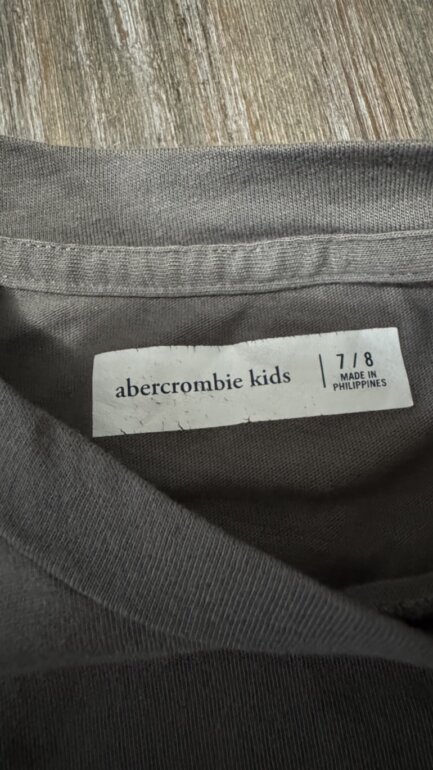 abercrombie kids
7 / 8
MADE IN
PHILIPPINES